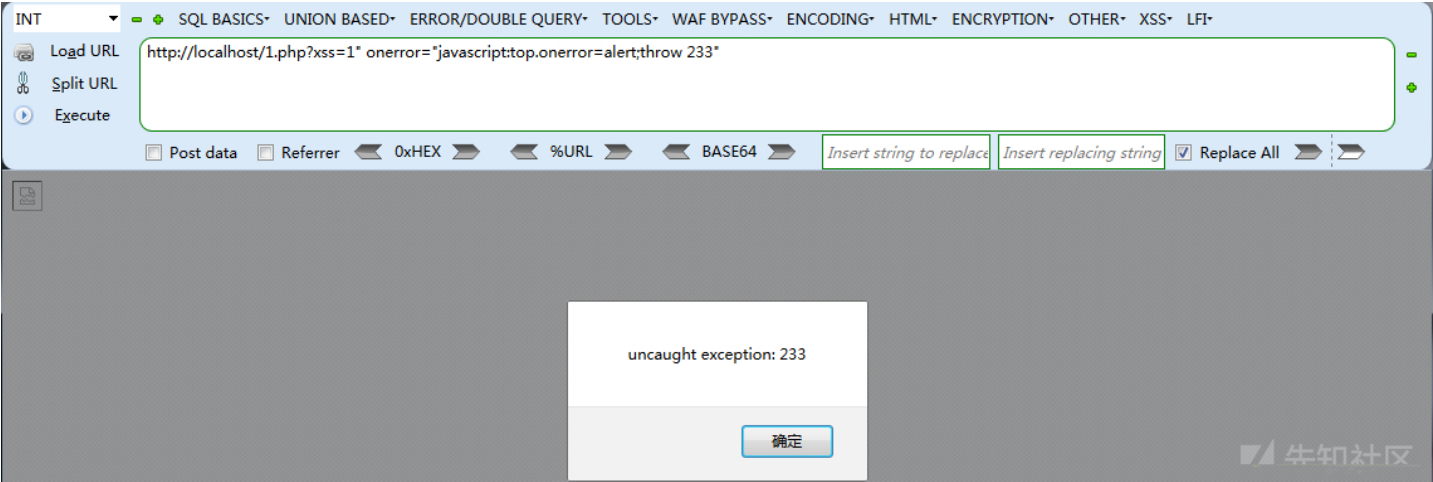 INT SQL BASICS UNION BASED ERROR/DOUBLE QUERY TOOLS WAF BYPASS ENCODING HTML ENCRYPTION OTHER XSS LFI
Load URL
http://localhost/1.php?xss=1" onerror="javascript:top.onerror=alert;throw 233"
Split URL
Execute
Post data Referrer 0xHEX %URL BASE64 Insert string to replace Insert replacing string Replace All
uncaught exception: 233
确定
先知社区